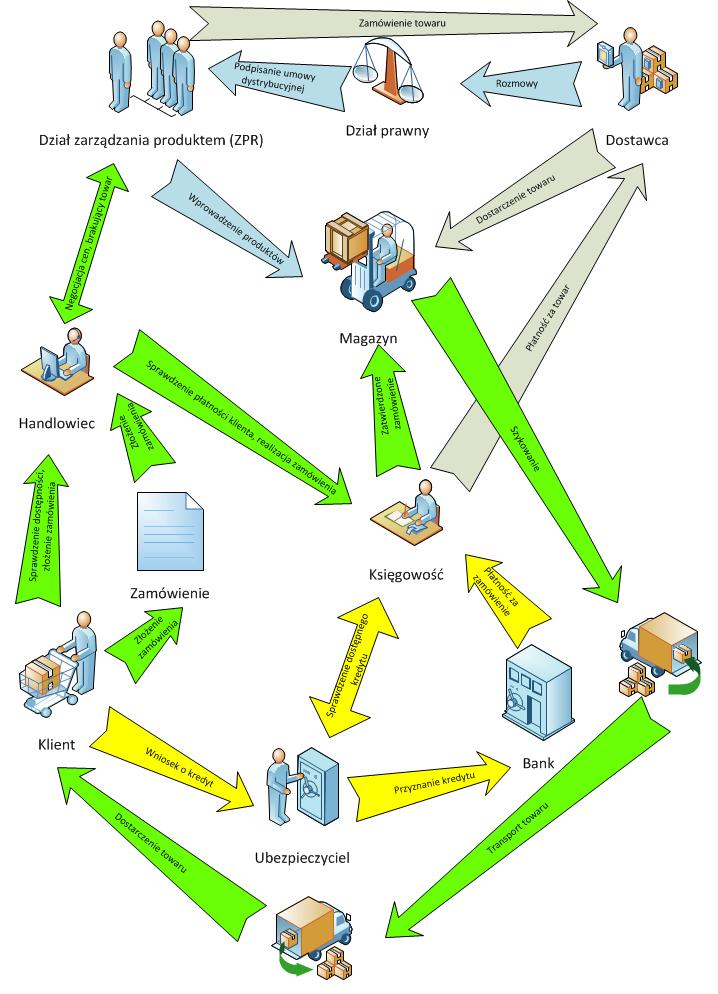 Zamówienie towaru
Podpisanie umowy
dystrybucyjnej
Rozmowy
Dział zarządzania produktem (ZPR)
Dział prawny
Dostawca
Negocjacja cen, brakujący towar
Wprowadzenie produktów
Dostarczenie towaru
Płatność za towar
Magazyn
Handlowiec
Sprawdzenie płatności klienta, realizacja zamówienia
Zatwierdzone
zamówienie
Szykowanie
Złożenie
zamówienia
Sprawdzenie dostępności,
złożenie zamówienia
Zamówienie
Księgowość
Złożenie
zamówienia
Płatność za
zamówienie
Sprawdzenie dostępnego
kredytu
Klient
Wniosek o kredyt
Bank
Przyznanie kredytu
Ubezpieczyciel
Transport towaru
Dostarczenie towaru